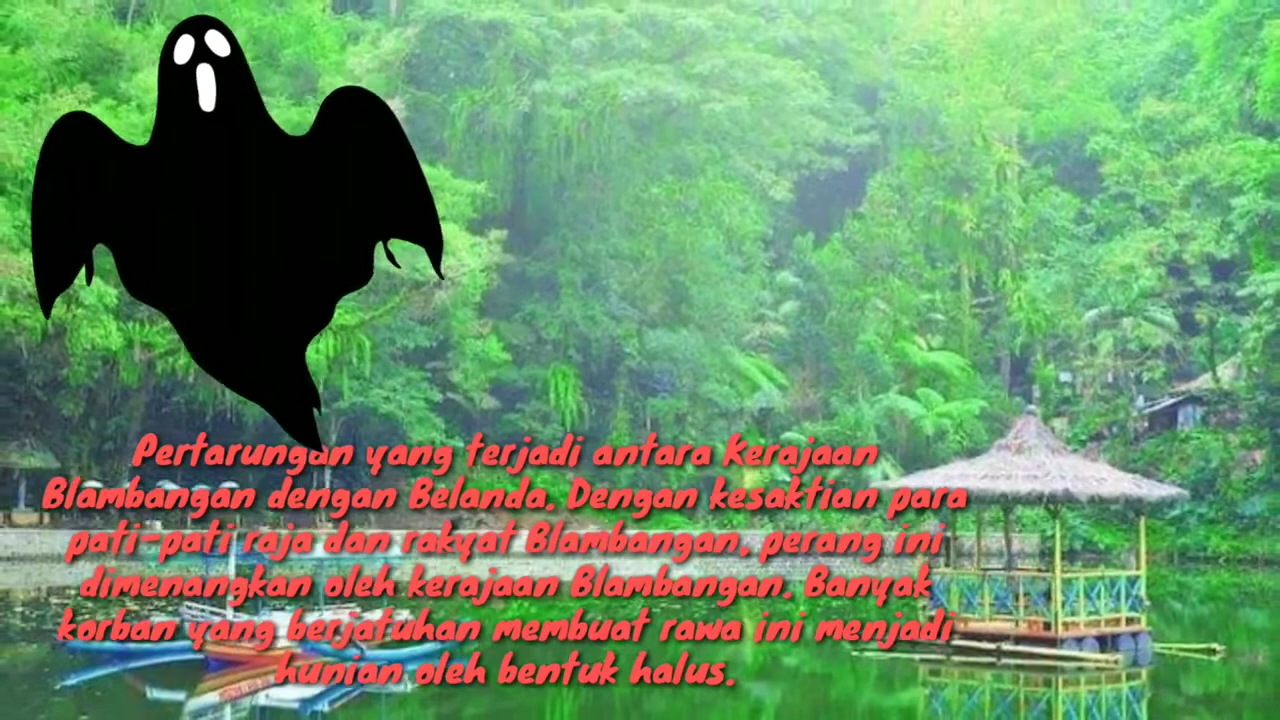 Pertarungan yang terjadi antara Kerajaan
Blambangan dengan Belanda. Dengan kesaktian para
pati-pati raja dan rakyat Blambangan, perang ini
dimenangkan oleh kerajaan Blambangan. Banyak
korban yang berjatuhan membuat rawa ini menjadi
hunian oleh bentuk halus.